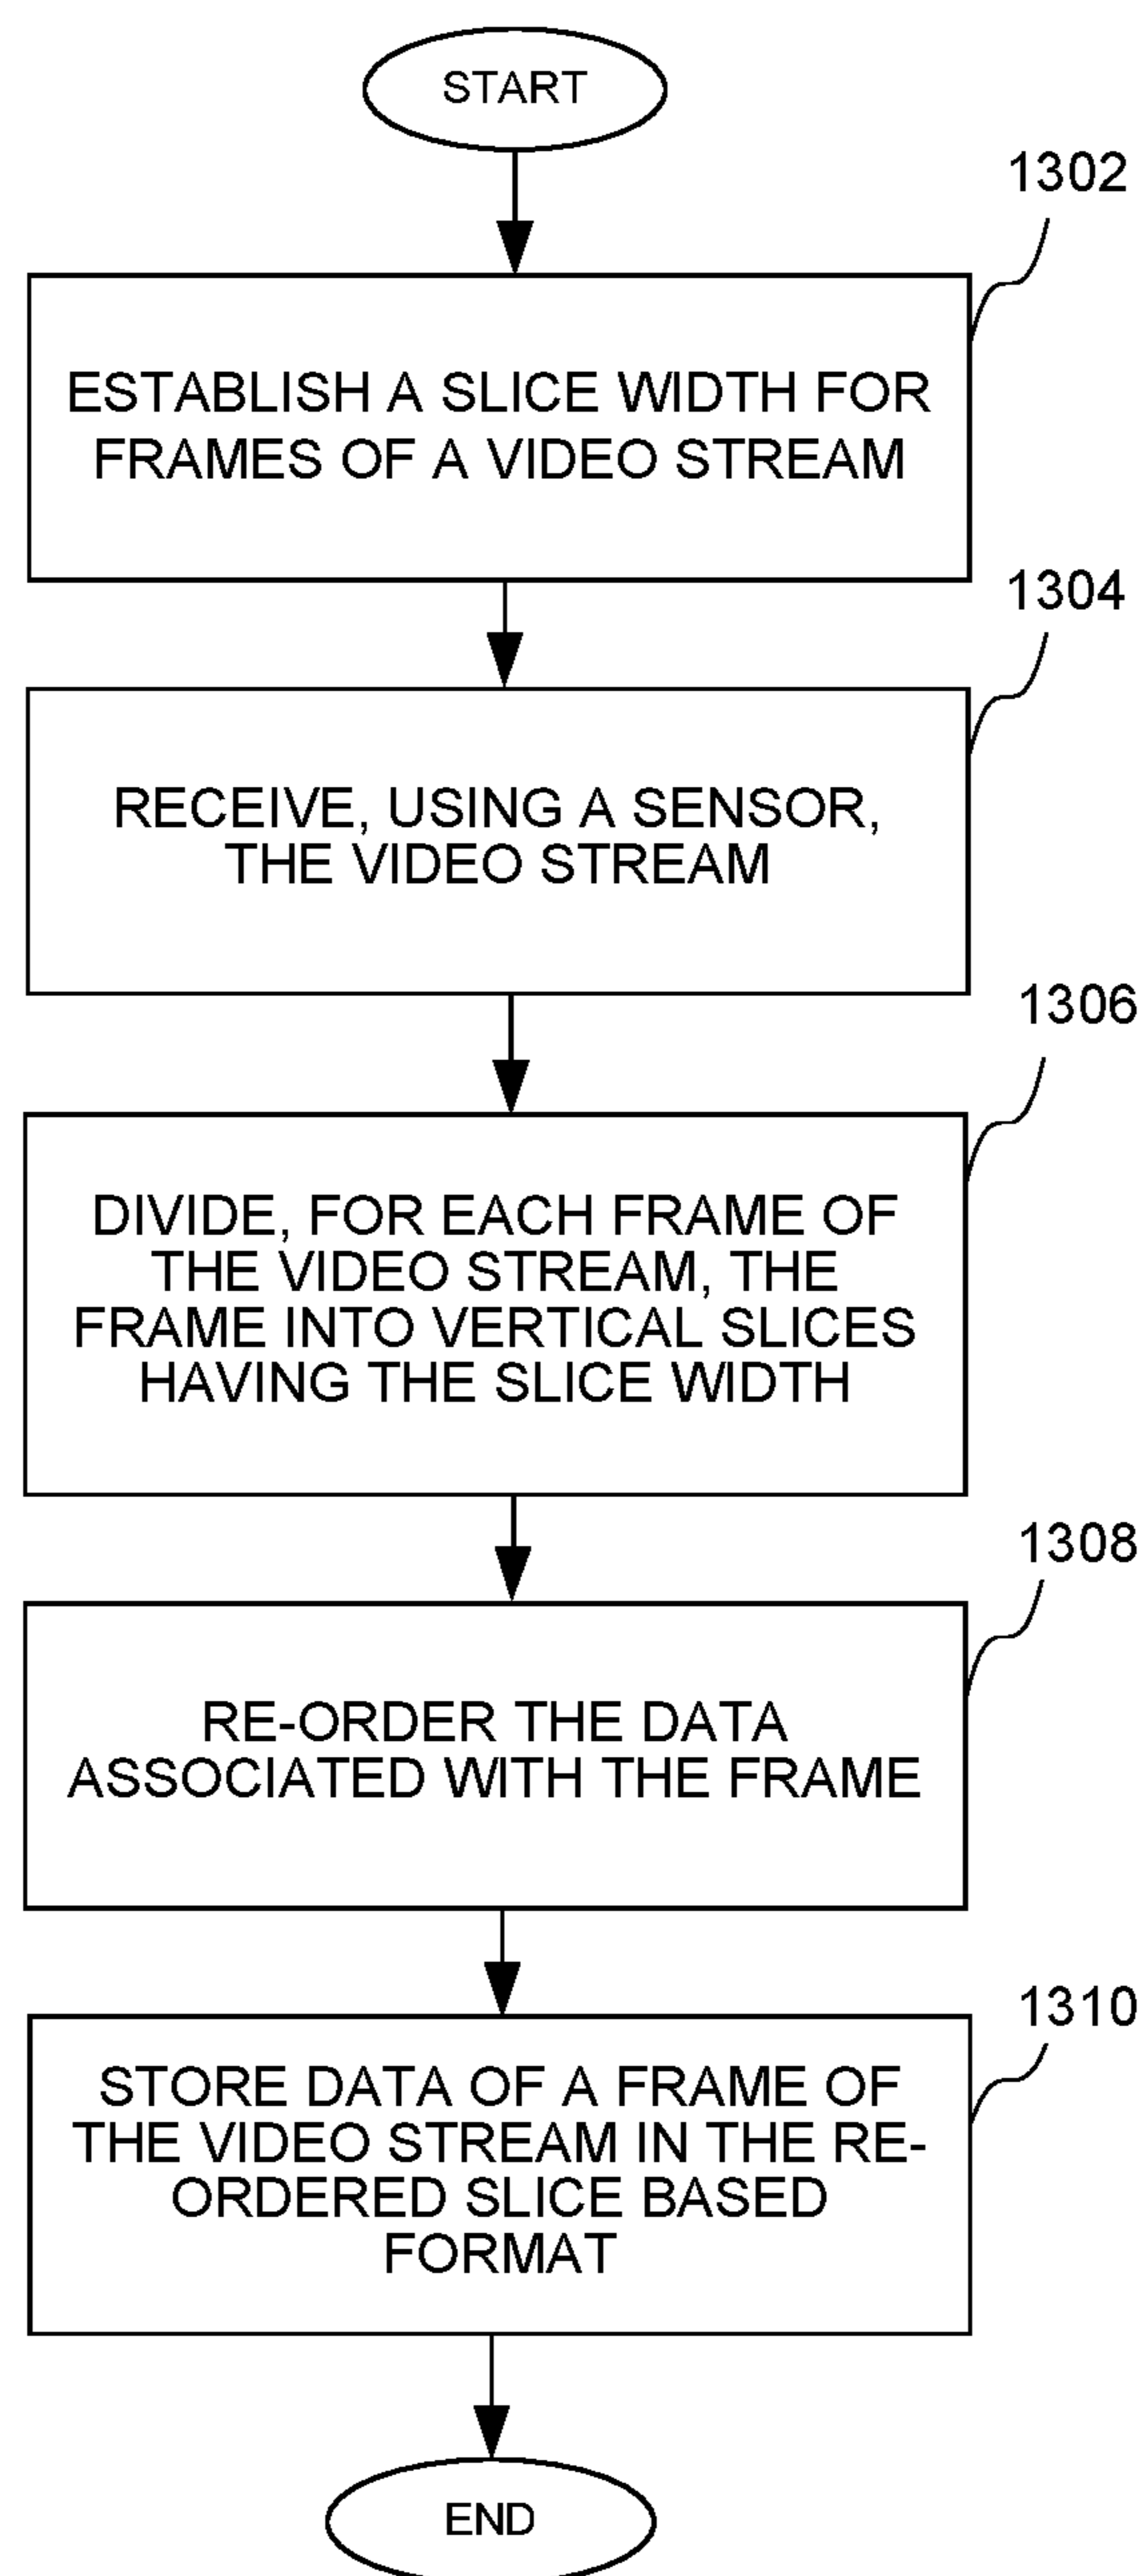 START
1302
ESTABLISH A SLICE WIDTH FOR
FRAMES OF A VIDEO STREAM
1304
RECEIVE, USING A SENSOR,
THE VIDEO STREAM
1306
DIVIDE, FOR EACH FRAME OF
THE VIDEO STREAM, THE
FRAME INTO VERTICAL SLICES
HAVING THE SLICE WIDTH
1308
RE-ORDER THE DATA
ASSOCIATED WITH THE FRAME
1310
STORE DATA OF A FRAME OF
THE VIDEO STREAM IN THE RE-
ORDERED SLICE BASED
FORMAT
END